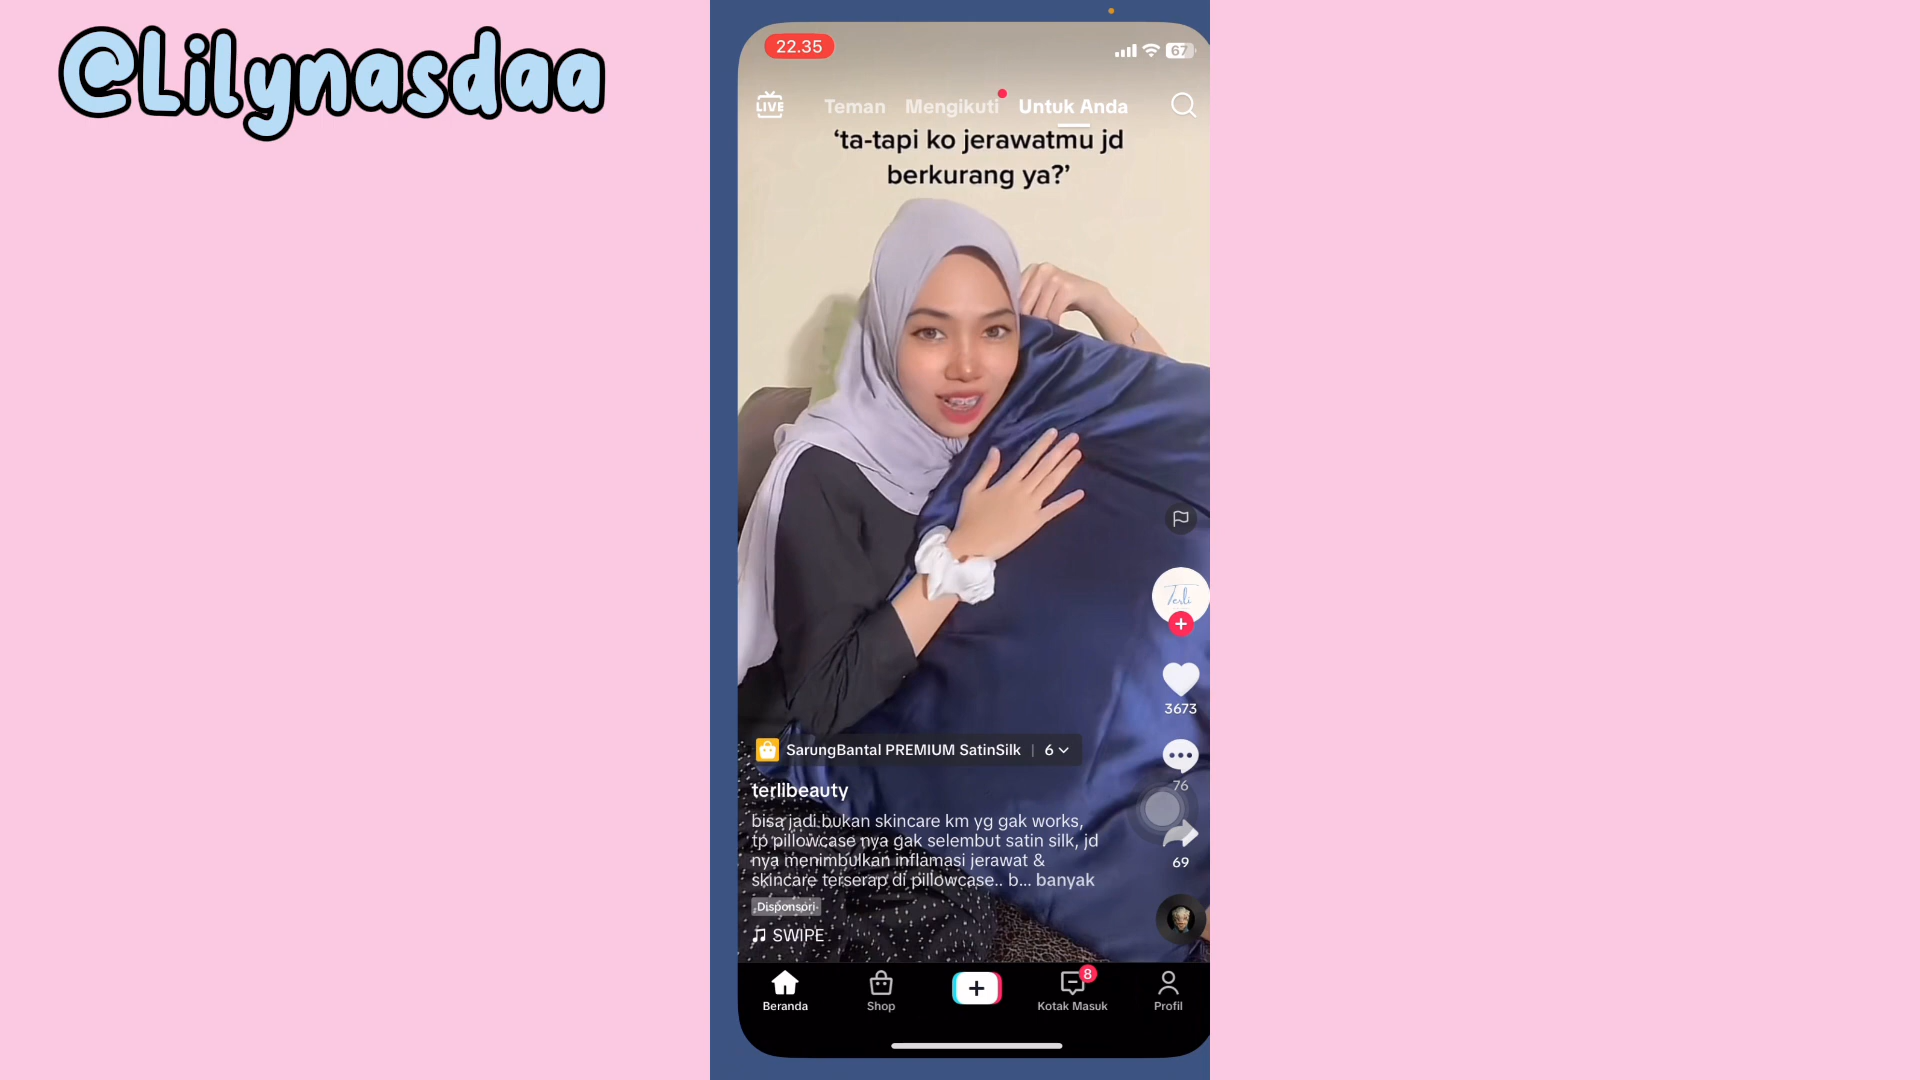 @Lilynasdaa
22.35
67
LIVE
Teman Mengikuti Untuk Anda
‘ta-tapi ko jerawatmu jd
berkurang ya?’
Terli
3673
SarungBantal PREMIUM SatinSilk | 6
76
terlibeauty
bisa jadi bukan skincare km yg gak works,
tp pillowcase nya gak selembut satin silk, jd
nya menimbulkan inflamasi jerawat &
69
skincare terserap di pillowcase.. b... banyak
Disponsori
SWIPE
8
Beranda Shop Kotak Masuk Profil